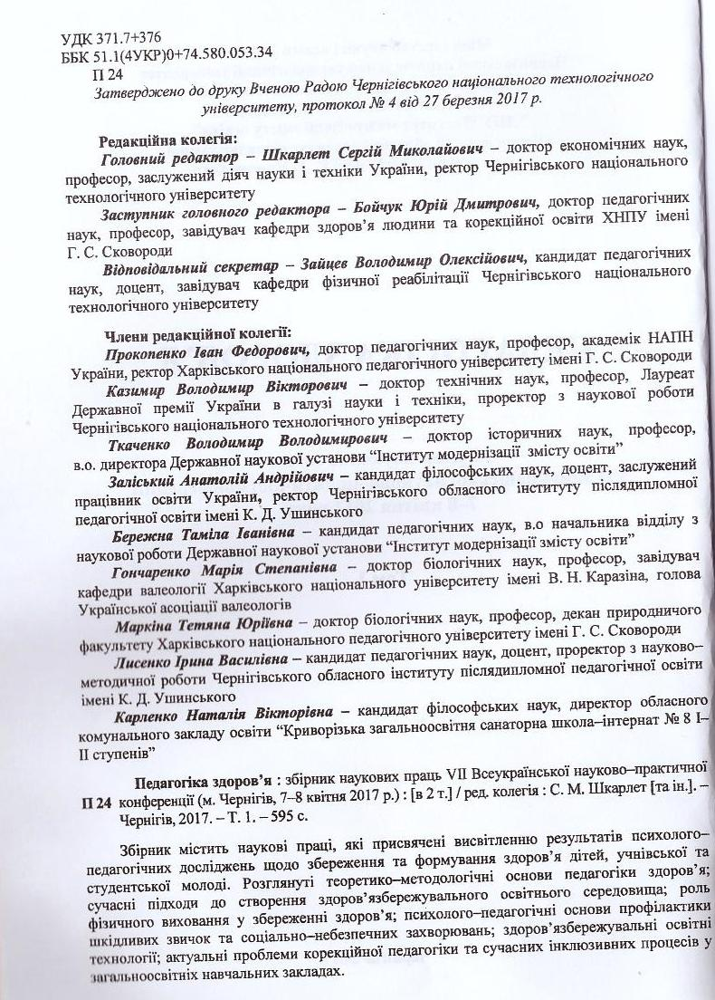 УДК 371.7+376
ББК 51.1(4УКР)0+74.580.053.34
П 24
Затверджено до друку Вченою Радою Чернігівського національного технологічного
університету, протокол № 4 від 27 березня 2017 р.
Редакційна колегія:
Головний редактор – Шкарлет Сергій Миколайович – доктор економічних наук,
професор, заслужений діяч науки і техніки України, ректор Чернігівського національного
технологічного університету
Заступник головного редактора – Бойчук Юрій Дмитрович, доктор педагогічних
наук, професор, завідувач кафедри здоров’я людини та корекційної освіти ХНПУ імені
Г. С. Сковороди
Відповідальний секретар – Зайцев Володимир Олексійович, кандидат педагогічних
наук, доцент, завідувач кафедри фізичної реабілітації Чернігівського національного
технологічного університету
Члени редакційної колегії:
Прокопенко Іван Федорович, доктор педагогічних наук, професор, академік НАПН
України, ректор Харківського національного педагогічного університету імені Г. С. Сковороди
Казимир Володимир Вікторович – доктор технічних наук, професор, Лауреат
Державної премії України в галузі науки і техніки, проректор з наукової роботи
Чернігівського національного технологічного університету
Ткаченко Володимир Володимирович – доктор історичних наук, професор,
в.о. директора Державної наукової установи “Інститут модернізації змісту освіти”
Заліський Анатолій Андрійович – кандидат філософських наук, доцент, заслужений
працівник освіти України, ректор Чернігівського обласного інституту післядипломної
педагогічної освіти імені К. Д. Ушинського
Бережна Таміла Іванівна – кандидат педагогічних наук, в.о начальника відділу з
наукової роботи Державної наукової установи “Інститут модернізації змісту освіти”
Гончаренко Марія Степанівна – доктор біологічних наук, професор, завідувач
кафедри валеології Харківського національного університету імені В. Н. Каразіна, голова
Української асоціації валеологів
Маркіна Тетяна Юріївна – доктор біологічних наук, професор, декан природничого
факультету Харківського національного педагогічного університету імені Г. С. Сковороди
Лисенко Ірина Василівна – кандидат педагогічних наук, доцент, проректор з науково–
методичної роботи Чернігівського обласного інституту післядипломної педагогічної освіти
імені К. Д. Ушинського
Карленко Наталія Вікторівна – кандидат філософських наук, директор обласного
комунального закладу освіти “Криворізька загальноосвітня санаторна школа–інтернат № 8 І–
ІІ ступенів”
Педагогіка здоров’я : збірник наукових праць VII Всеукраїнської науково–практичної
П 24 конференції (м. Чернігів, 7–8 квітня 2017 р.) : [в 2 т.] / ред. колегія : С. М. Шкарлет [та ін.]. –
Чернігів, 2017. – Т. 1. – 595 с.
Збірник містить наукові праці, які присвячені висвітленню результатів психолого–
педагогічних досліджень щодо збереження та формування здоров’я дітей, учнівської та
студентської молоді. Розглянуті теоретико–методологічні основи педагогіки здоров’я;
сучасні підходи до створення здоров’язбережувального освітнього середовища; роль
фізичного виховання у збереженні здоров’я; психолого–педагогічні основи профілактики
шкідливих звичок та соціально–небезпечних захворювань; здоров’язбережувальні освітні
технології; актуальні проблеми корекційної педагогіки та сучасних інклюзивних процесів у
загальноосвітніх навчальних закладах.